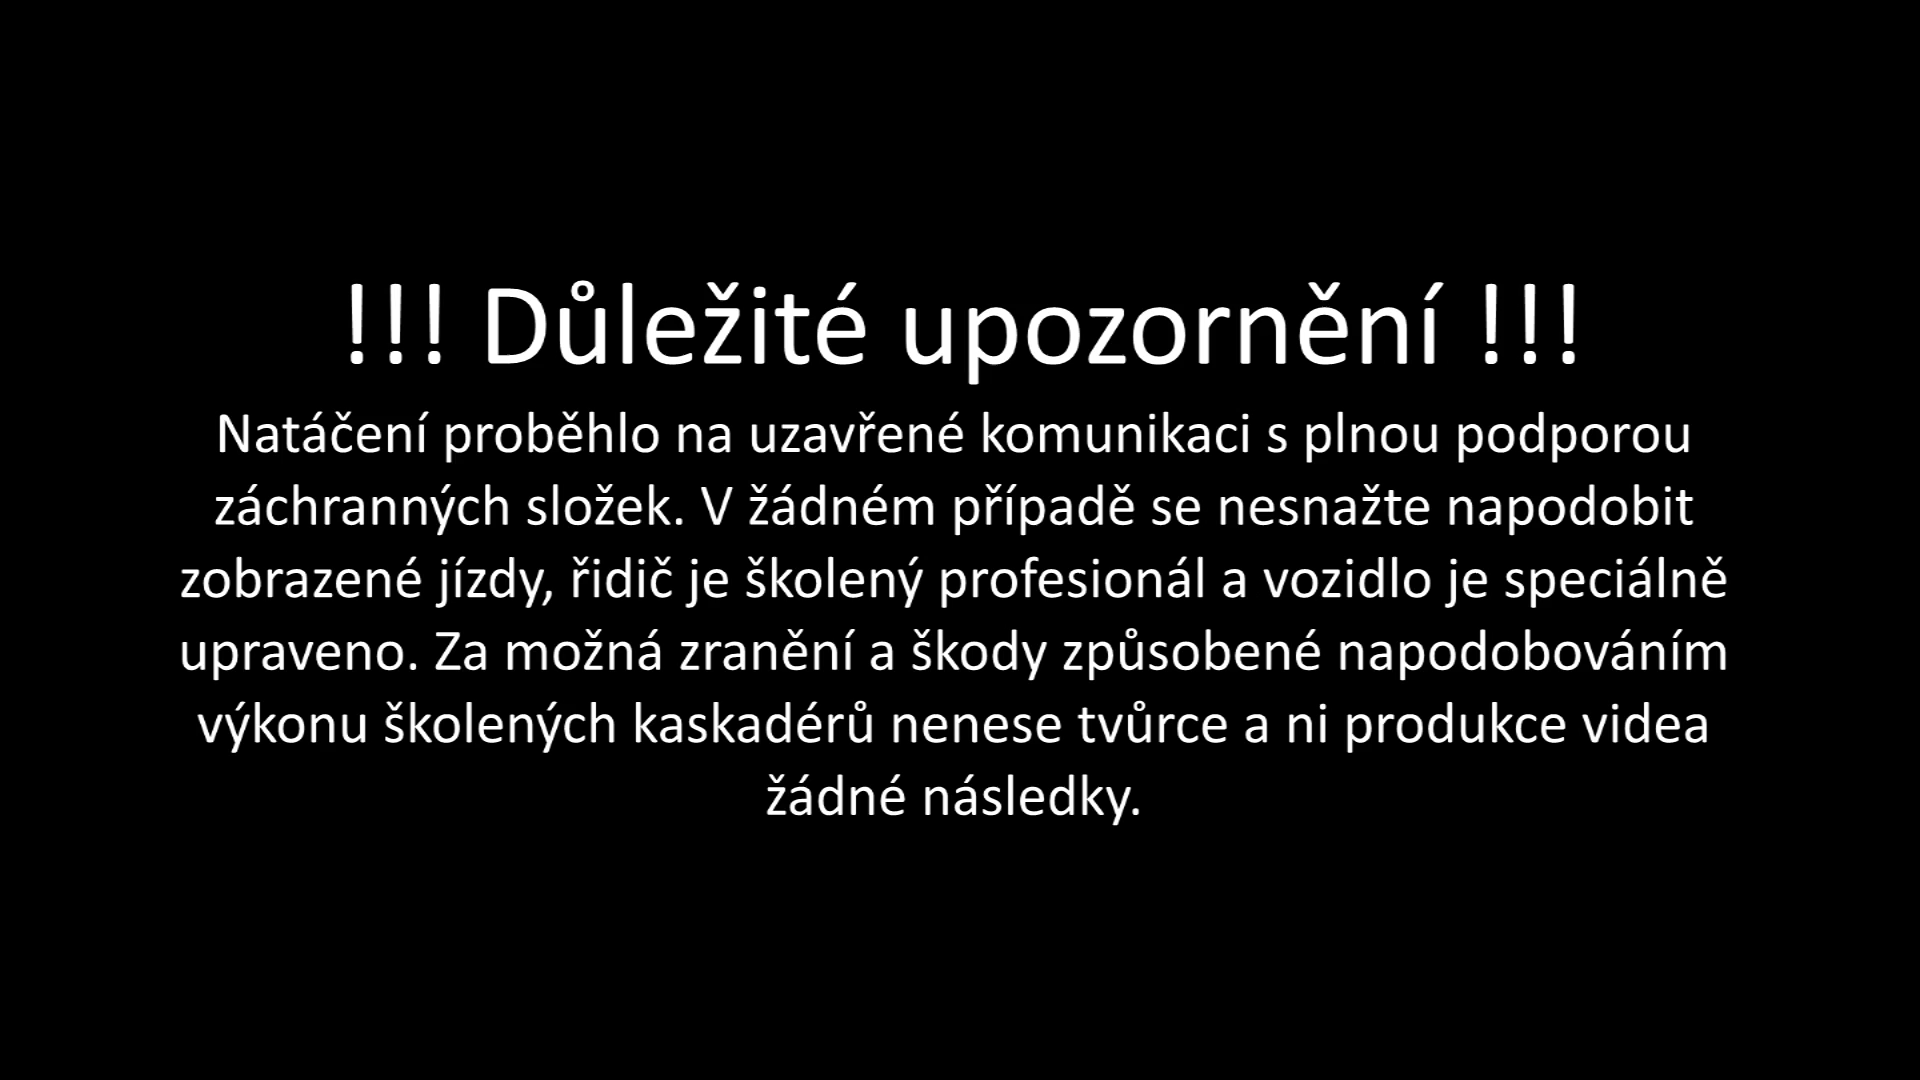 !!! Důležité upozornění !!!
Natáčení proběhlo na uzavřené komunikaci s plnou podporou
záchranných složek. V žádném případě se nesnažte napodobit
zobrazené jízdy, řidič je školený profesionál a vozidlo je speciálně
upraveno. Za možná zranění a škody způsobené napodobováním
výkonu školených kaskadérů nenese tvůrce a ni produkce videa
žádné následky.